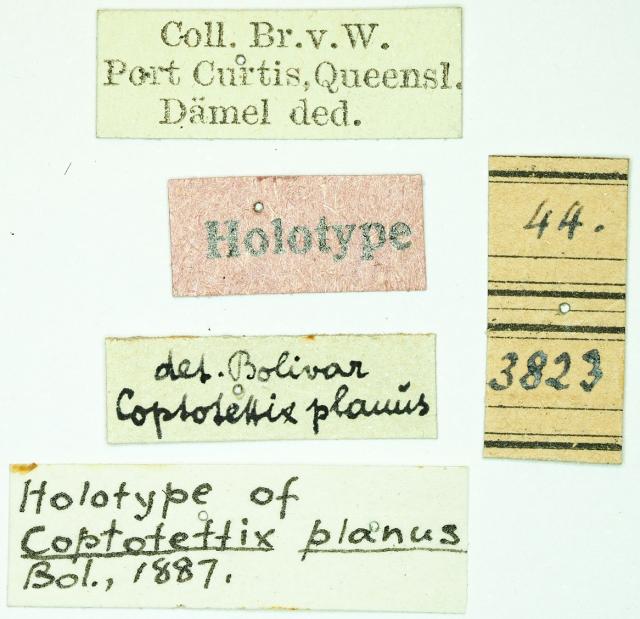 Coll. Br.v.W.
Port Curtis, Queensl.
Dämel ded.
Holotype
44.
3823
det. Bolivar
Coptotettix planus
Holotype of
Coptotettix planus
Bol., 1887.